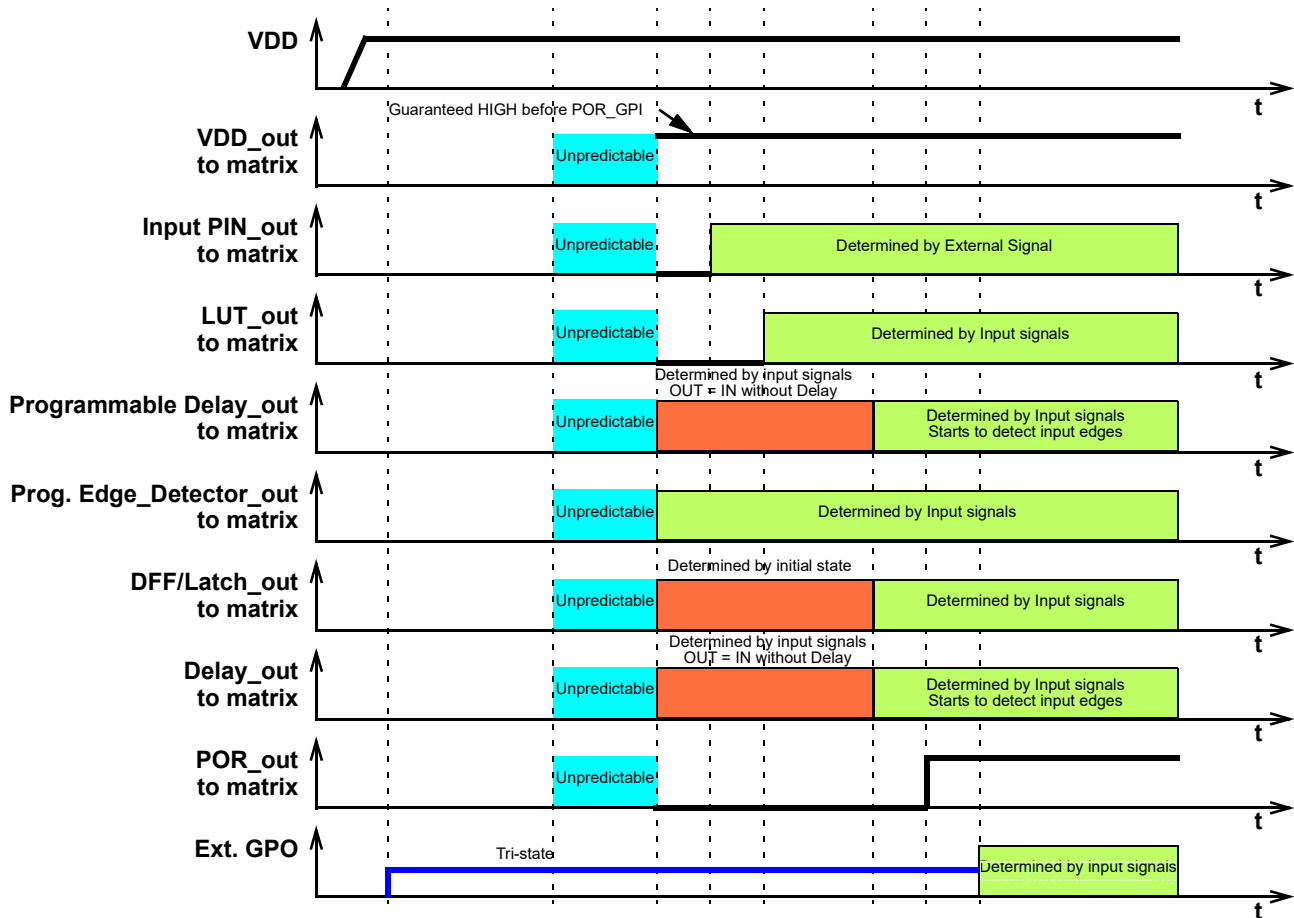 VDD
t
Guaranteed HIGH before POR_GPI
VDD_out
to matrix
Unpredictable
t
Input PIN_out
to matrix
Unpredictable
Determined by External Signal
t
LUT_out
to matrix
Unpredictable
Determined by Input signals
t
Determined by input signals
OUT = IN without Delay
Programmable Delay_out
to matrix
Unpredictable
Determined by Input signals
Starts to detect input edges
t
Prog. Edge_Detector_out
to matrix
Unpredictable
Determined by Input signals
t
Determined by initial state
DFF/Latch_out
to matrix
Unpredictable
Determined by Input signals
t
Determined by input signals
OUT = IN without Delay
Delay_out
to matrix
Unpredictable
Determined by Input signals
Starts to detect input edges
t
POR_out
to matrix
Unpredictable
t
Ext. GPO
Tri-state
Determined by input signals
t